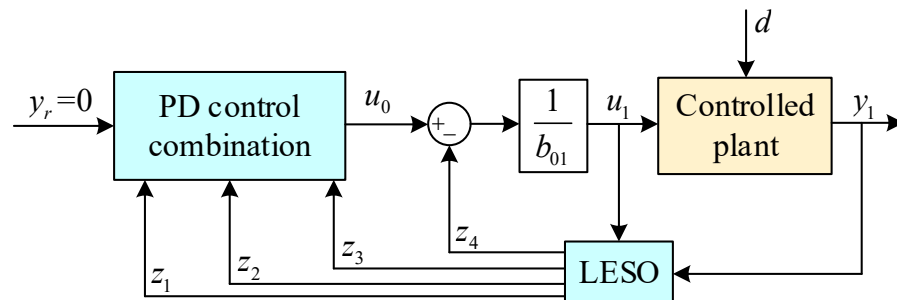 d
y_r=0
PD control
combination
u_0
+
−
1
b_01
u_1
Controlled
plant
y_1
z_1
z_2
z_3
z_4
LESO